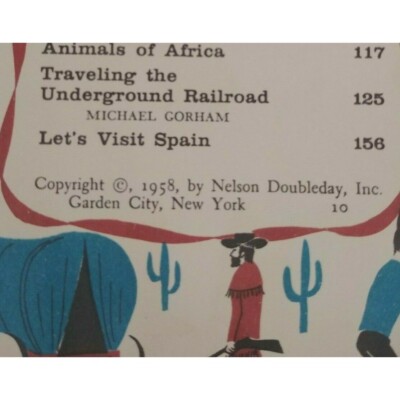 Animals of Africa 117
Traveling the
Underground Railroad 125
MICHAEL GORHAM
Let's Visit Spain 156
Copyright ©, 1958, by Nelson Doubleday, Inc.
Garden City, New York 10